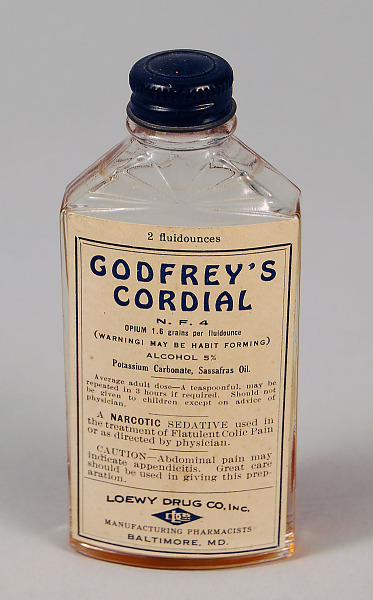 2 fluidounces
GODFREY'S
CORDIAL
N. F. 4
OPIUM 1.6 grains per fluidounce
(WARNING! MAY BE HABIT FORMING)
ALCOHOL 5%
Potassium Carbonate, Sassafras Oil.
Average adult dose—A teaspoonful, may be
repeated in 3 hours if required. Should not
be given to children except on advice of
physician.
A NARCOTIC SEDATIVE used in
the treatment of Flatulent Colic Pain
or as directed by physician.
CAUTION—Abdominal pain may
indicate appendicitis. Great care
should be used in giving this prep-
aration.
LOEWY DRUG CO., INC.
MANUFACTURING PHARMACISTS
BALTIMORE, MD.